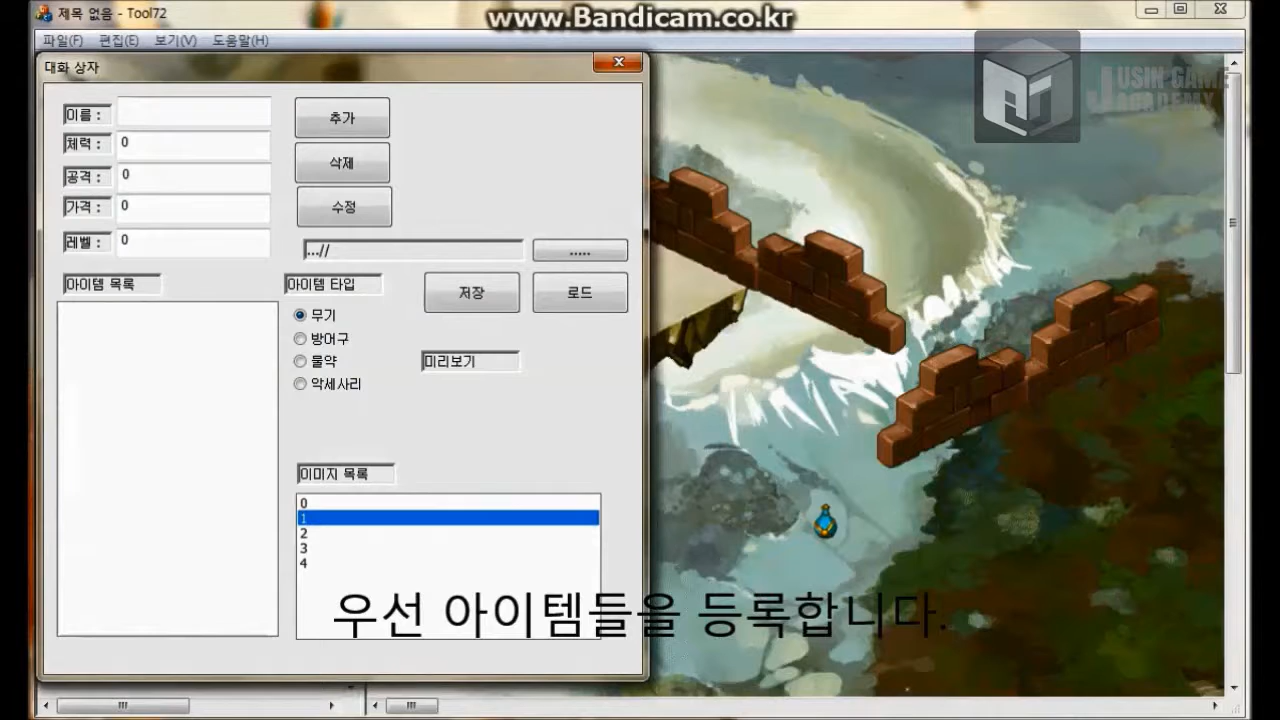 www.Bandicam.co.kr
제목 없음 - Tool72
파일(F) 편집(E) 보기(V) 도움말(H)
대화 상자
이름 :
체력 : 0
공격 : 0
가격 : 0
레벨 : 0
추가
삭제
수정
...//
.....
아이템 목록
아이템 타입
저장
로드
무기
방어구
물약
악세사리
미리보기
이미지 목록
0
1
2
3
4
우선 아이템들을 등록합니다.
JUSIN GAME
ACADEMY